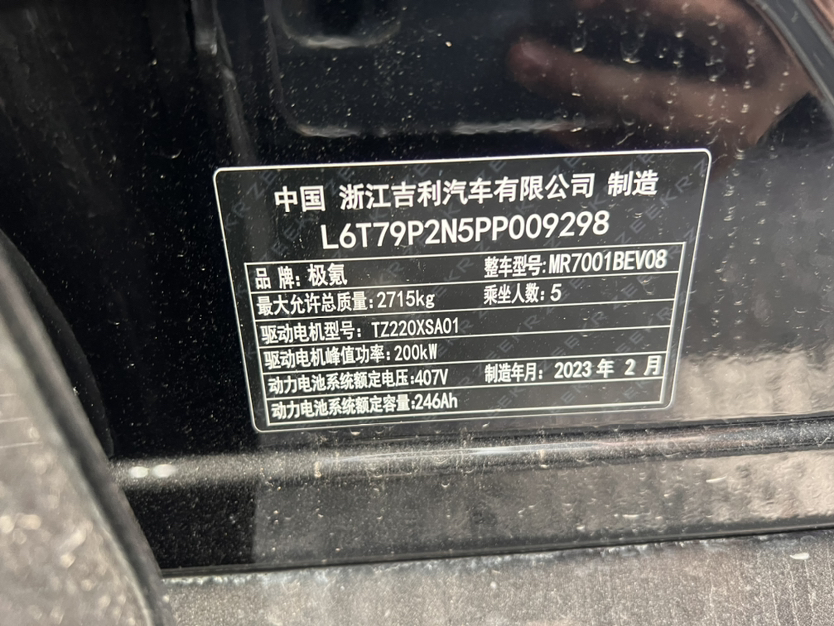 中国 浙江吉利汽车有限公司 制造
L6T79P2N5PP009298
品 牌: 极氪 整车型号: MR7001BEV08
最大允许总质量: 2715kg 乘坐人数: 5
驱动电机型号: TZ220XSA01
驱动电机峰值功率: 200kW
动力电池系统额定电压: 407V 制造年月: 2023 年 2 月
动力电池系统额定容量: 246Ah